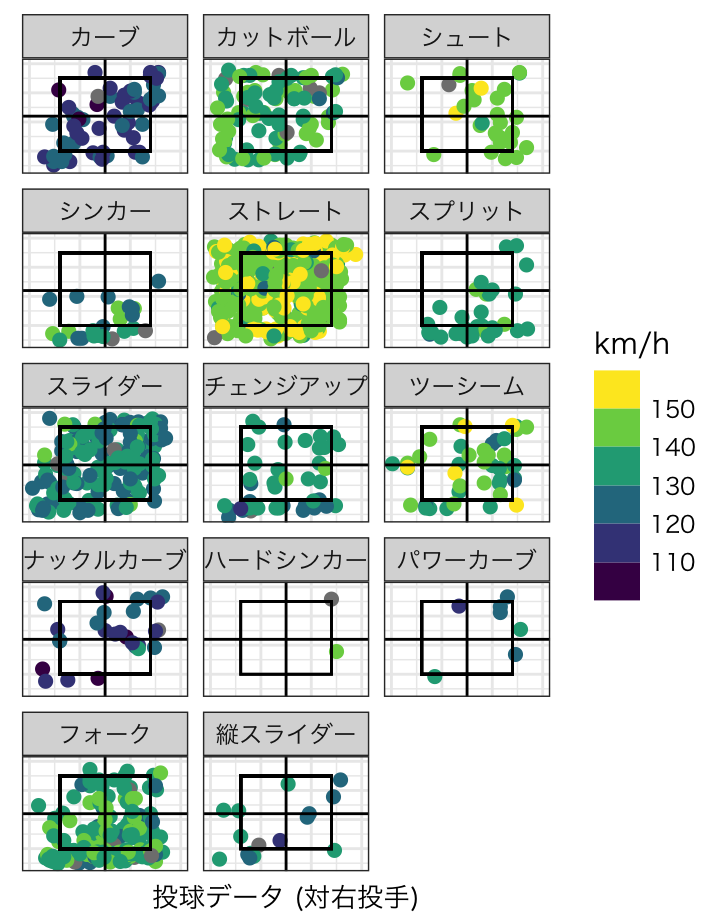 カーブ
カットボール
シュート
シンカー
ストレート
スプリット
スライダー
チェンジアップ
ツーシーム
ナックルカーブ
ハードシンカー
パワーカーブ
フォーク
縦スライダー
km/h
150
140
130
120
110
投球データ (対右投手)